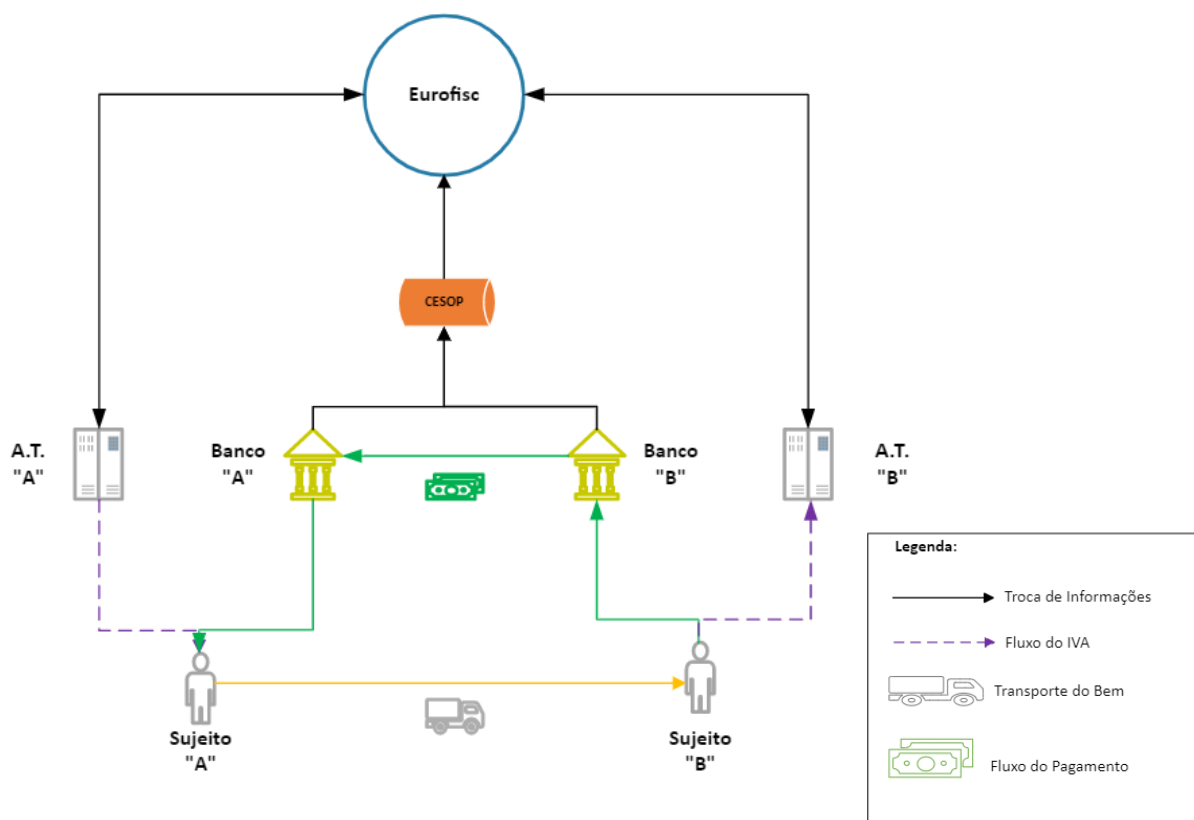 Eurofisc
CESOP
A.T.
"A"
Banco
"A"
Banco
"B"
A.T.
"B"
Sujeito
"A"
Sujeito
"B"
Legenda:
Troca de Informações
Fluxo do IVA
Transporte do Bem
Fluxo do Pagamento